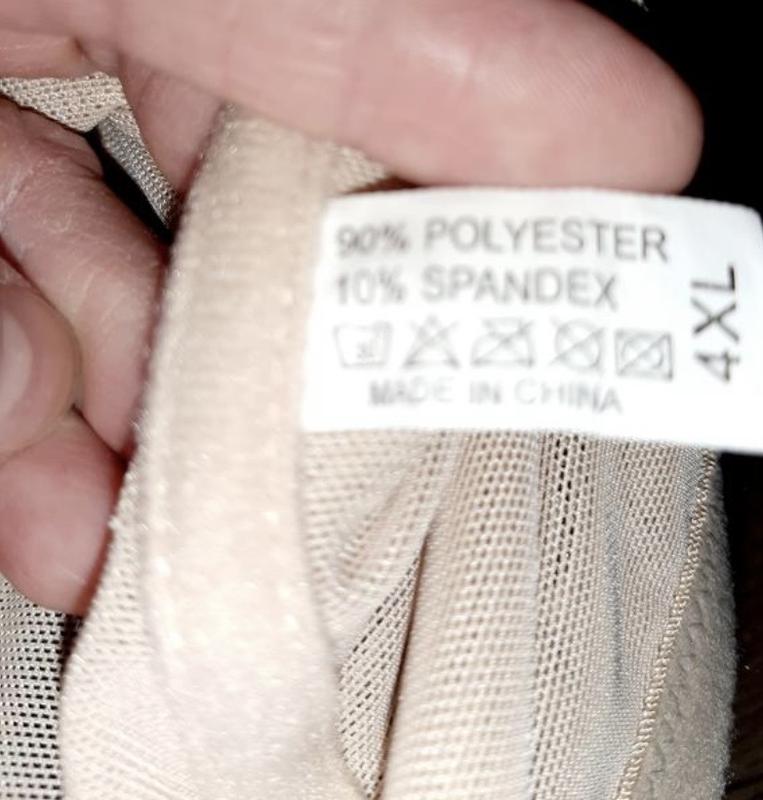 90% POLYESTER
10% SPANDEX
MADE IN CHINA
4XL